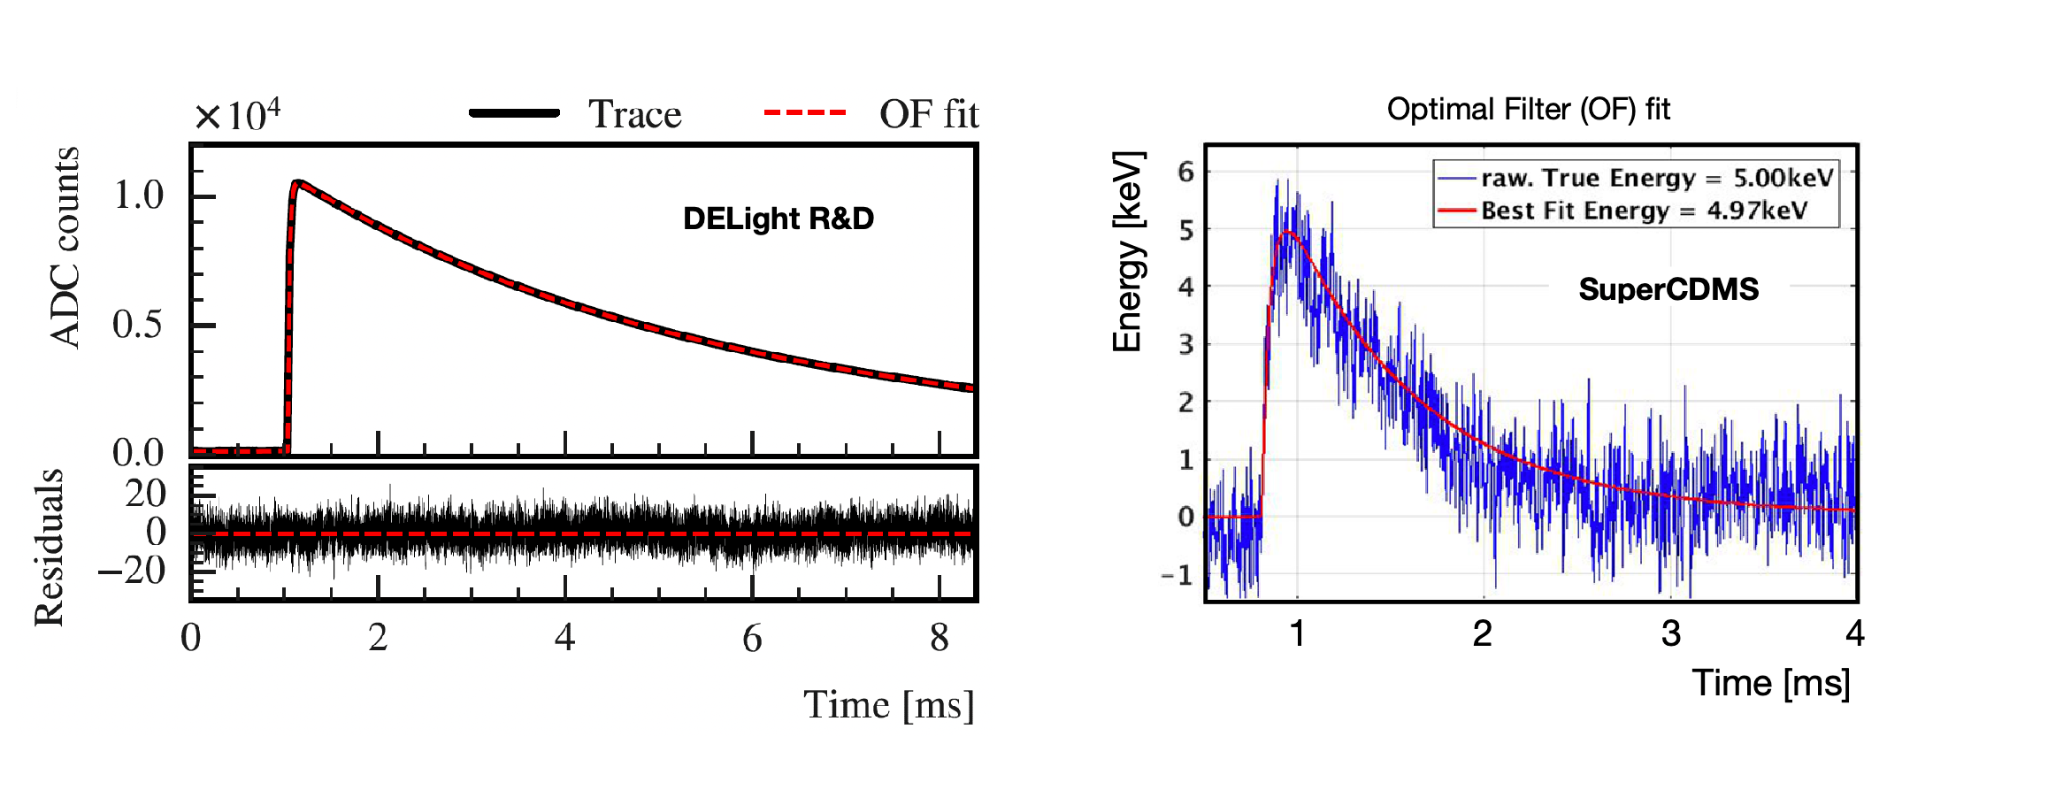 ×10⁴
Trace
OF fit
ADC counts
1.0
0.5
0.0
DELight R&D
Residuals
20
0
−20
0 2 4 6 8
Time [ms]
Optimal Filter (OF) fit
Energy [keV]
6
5
4
3
2
1
0
-1
raw. True Energy = 5.00keV
Best Fit Energy = 4.97keV
SuperCDMS
1 2 3 4
Time [ms]